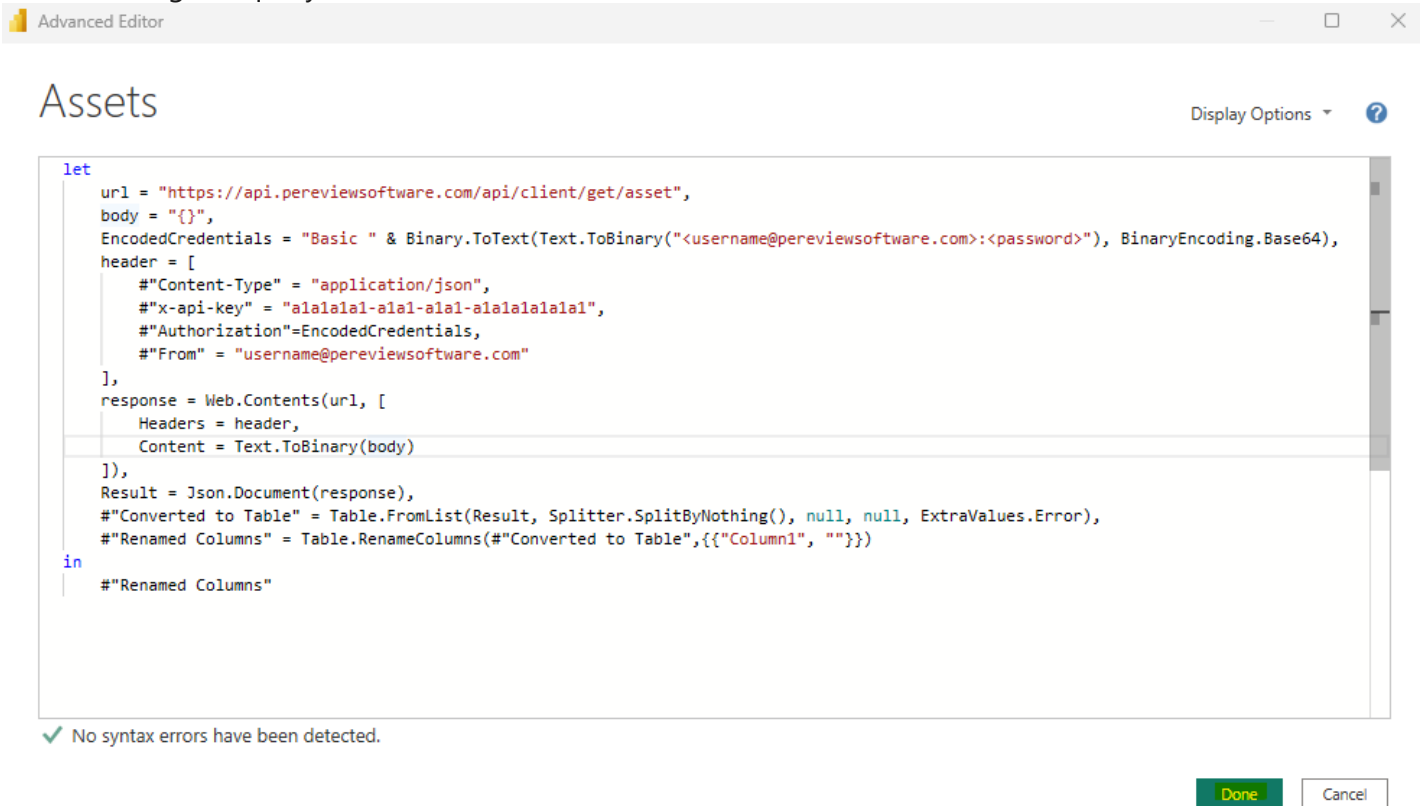 Advanced Editor
Assets
Display Options
?
let
url = "https://api.pereviewsoftware.com/api/client/get/asset",
body = "{}",
EncodedCredentials = "Basic " & Binary.ToText(Text.ToBinary("<username@pereviewsoftware.com>:<password>"), BinaryEncoding.Base64),
header = [
#"Content-Type" = "application/json",
#"x-api-key" = "a1a1a1a1-a1a1-a1a1-a1a1a1a1a1a1",
#"Authorization"=EncodedCredentials,
#"From" = "username@pereviewsoftware.com"
],
response = Web.Contents(url, [
Headers = header,
Content = Text.ToBinary(body)
]),
Result = Json.Document(response),
#"Converted to Table" = Table.FromList(Result, Splitter.SplitByNothing(), null, null, ExtraValues.Error),
#"Renamed Columns" = Table.RenameColumns(#"Converted to Table",{{"Column1", ""}})
in
#"Renamed Columns"
No syntax errors have been detected.
Done
Cancel